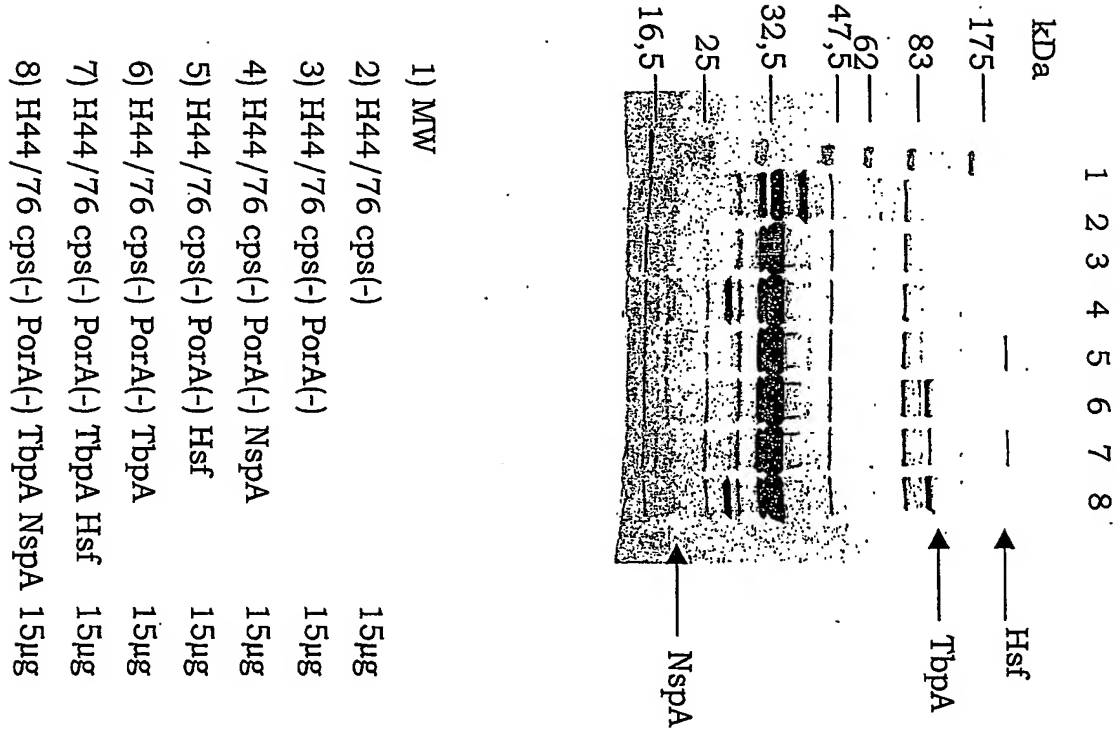 kDa
175
83
62
47,5
32,5
25
16,5
1 2 3 4 5 6 7 8
Hsf
TbpA
NspA
1) MW
2) H44/76 cps(-) 15µg
3) H44/76 cps(-) PorA(-) 15µg
4) H44/76 cps(-) PorA(-) NspA 15µg
5) H44/76 cps(-) PorA(-) Hsf 15µg
6) H44/76 cps(-) PorA(-) TbpA 15µg
7) H44/76 cps(-) PorA(-) TbpA Hsf 15µg
8) H44/76 cps(-) PorA(-) TbpA NspA 15µg